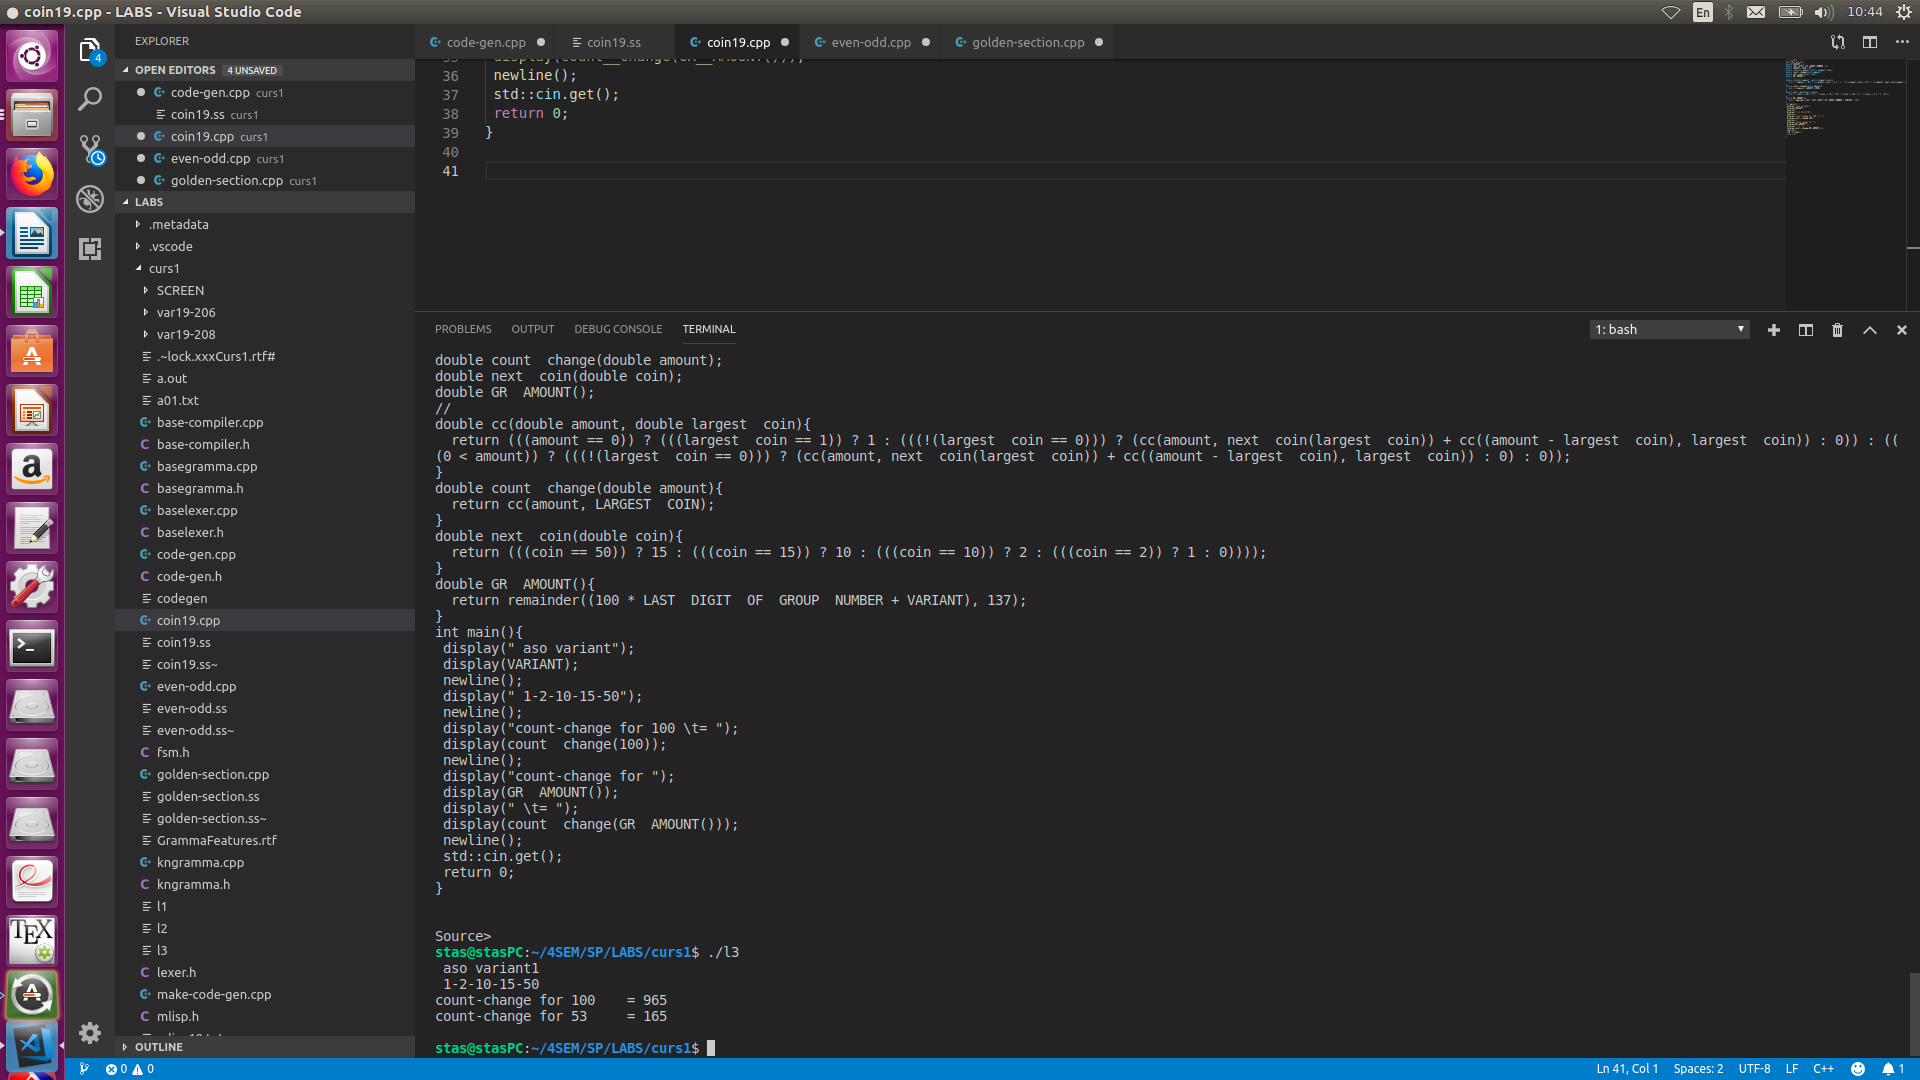 coin19.cpp - LABS - Visual Studio Code
En
10:44
EXPLORER
OPEN EDITORS 4 UNSAVED
code-gen.cpp curs1
coin19.ss curs1
coin19.cpp curs1
even-odd.cpp curs1
golden-section.cpp curs1
LABS
.metadata
.vscode
curs1
SCREEN
var19-206
var19-208
.~lock.xxxCurs1.rtf#
a.out
a01.txt
base-compiler.cpp
base-compiler.h
basegramma.cpp
basegramma.h
baselexer.cpp
baselexer.h
code-gen.cpp
code-gen.h
codegen
coin19.cpp
coin19.ss
coin19.ss~
even-odd.cpp
even-odd.ss
even-odd.ss~
fsm.h
golden-section.cpp
golden-section.ss
golden-section.ss~
GrammaFeatures.rtf
kngramma.cpp
kngramma.h
l1
l2
l3
lexer.h
make-code-gen.cpp
mlisp.h
OUTLINE
4
code-gen.cpp
coin19.ss
coin19.cpp
even-odd.cpp
golden-section.cpp
35 display(count__change(GR__AMOUNT()));
36 newline();
37 std::cin.get();
38 return 0;
39 }
40
41
PROBLEMS OUTPUT DEBUG CONSOLE TERMINAL
1: bash
double count  change(double amount);
double next  coin(double coin);
double GR  AMOUNT();
//
double cc(double amount, double largest  coin){
  return (((amount == 0)) ? (((largest  coin == 1)) ? 1 : (((!(largest  coin == 0))) ? (cc(amount, next  coin(largest  coin)) + cc((amount - largest  coin), largest  coin)) : 0)) : ((
(0 < amount)) ? (((!(largest  coin == 0))) ? (cc(amount, next  coin(largest  coin)) + cc((amount - largest  coin), largest  coin)) : 0) : 0));
}
double count  change(double amount){
  return cc(amount, LARGEST  COIN);
}
double next  coin(double coin){
  return (((coin == 50)) ? 15 : (((coin == 15)) ? 10 : (((coin == 10)) ? 2 : (((coin == 2)) ? 1 : 0))));
}
double GR  AMOUNT(){
  return remainder((100 * LAST  DIGIT  OF  GROUP  NUMBER + VARIANT), 137);
}
int main(){
 display(" aso variant");
 display(VARIANT);
 newline();
 display(" 1-2-10-15-50");
 newline();
 display("count-change for 100 \t= ");
 display(count  change(100));
 newline();
 display("count-change for ");
 display(GR  AMOUNT());
 display(" \t= ");
 display(count  change(GR  AMOUNT()));
 newline();
 std::cin.get();
 return 0;
}
Source>
stas@stasPC:~/4SEM/SP/LABS/curs1$ ./l3
 aso variant1
 1-2-10-15-50
count-change for 100    = 965
count-change for 53     = 165
stas@stasPC:~/4SEM/SP/LABS/curs1$
0 0
Ln 41, Col 1 Spaces: 2 UTF-8 LF C++ 1